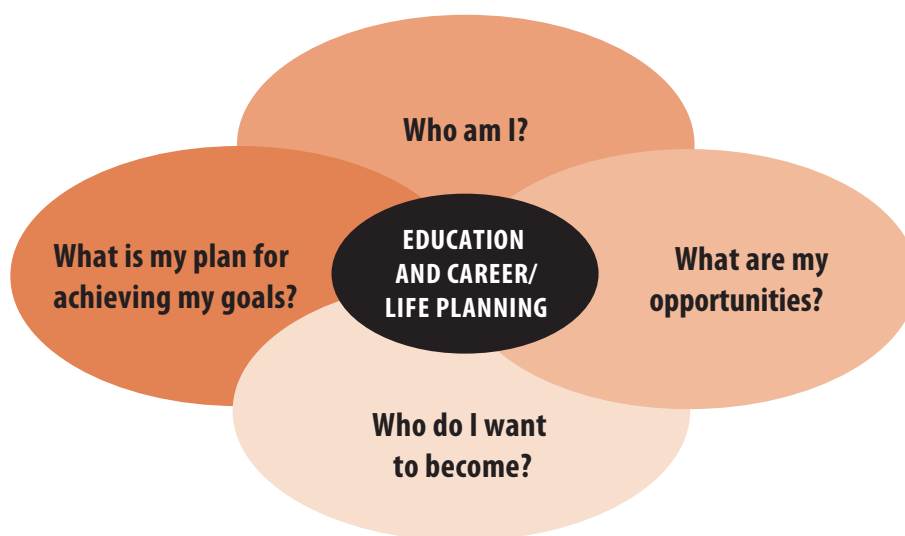 Who am I?
What is my plan for
achieving my goals?
EDUCATION
AND CAREER/
LIFE PLANNING
What are my
opportunities?
Who do I want
to become?